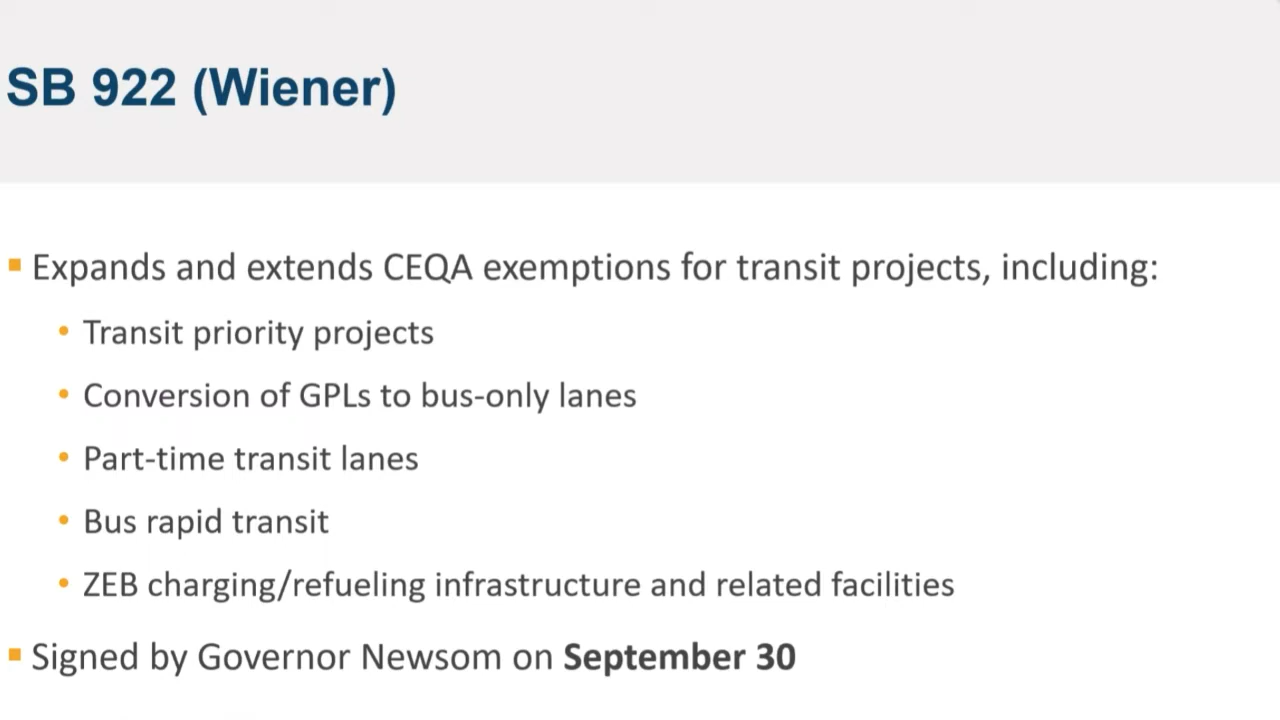 SB 922 (Wiener)
Expands and extends CEQA exemptions for transit projects, including:
Transit priority projects
Conversion of GPLs to bus-only lanes
Part-time transit lanes
Bus rapid transit
ZEB charging/refueling infrastructure and related facilities
Signed by Governor Newsom on September 30